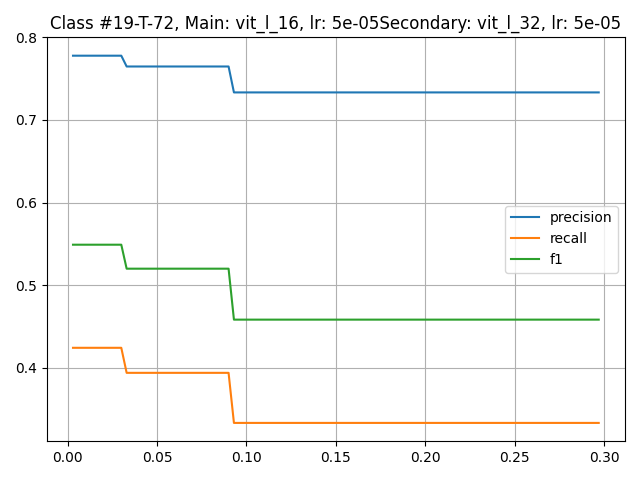 Class #19-T-72, Main: vit_l_16, lr: 5e-05Secondary: vit_l_32, lr: 5e-05
0.8
0.7
0.6
0.5
0.4
precision
recall
f1
0.00 0.05 0.10 0.15 0.20 0.25 0.30